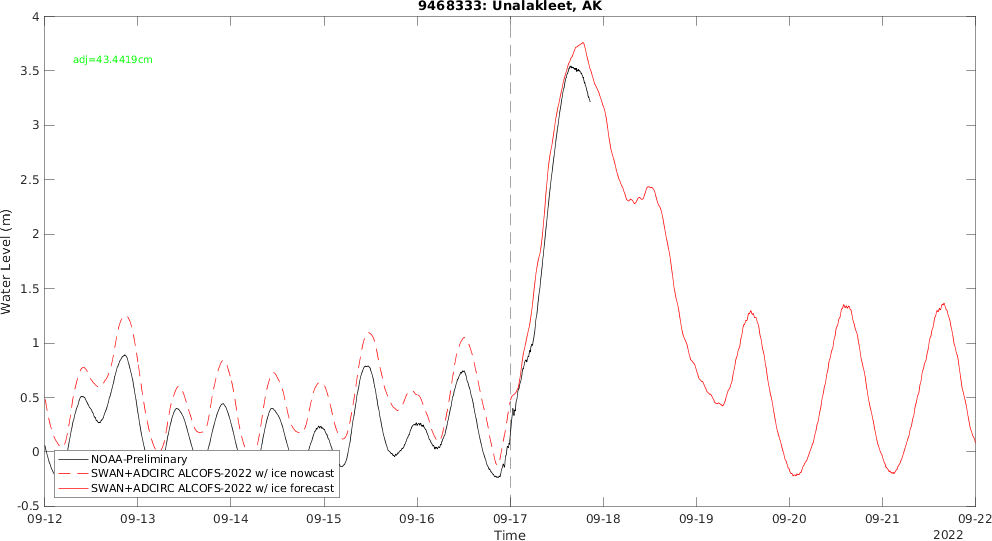 9468333: Unalakleet, AK
4
adj=43.4419cm
3.5
3
2.5
2
Water Level (m)
1.5
1
0.5
0
-0.5
NOAA-Preliminary
SWAN+ADCIRC ALCOFS-2022 w/ ice nowcast
SWAN+ADCIRC ALCOFS-2022 w/ ice forecast
09-12 09-13 09-14 09-15 09-16 09-17 09-18 09-19 09-20 09-21 09-22
Time
2022